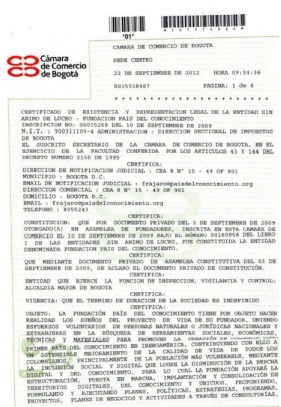 *01*
Cámara
de Comercio
de Bogotá
CAMARA DE COMERCIO DE BOGOTA
SEDE CENTRO
22 DE SEPTIEMBRE DE 2012 HORA 09:34:36
R035938487 PAGINA: 1 de 4
* * * * * * * * * * * * * * * * * * * *
CERTIFICADO DE EXISTENCIA Y REPRESENTACION LEGAL DE LA ENTIDAD SIN
ANIMO DE LUCRO : FUNDACION PAIS DEL CONOCIMIENTO
INSCRIPCION NO: S0035258 DEL 10 DE SEPTIEMBRE DE 2009
N.I.T. : 900311105-4 ADMINISTRACION : DIRECCION SECCIONAL DE IMPUESTOS
DE BOGOTA
EL SUSCRITO SECRETARIO DE LA CAMARA DE COMERCIO DE BOGOTA, EN
EJERCICIO DE LA FACULTAD CONFERIDA POR LOS ARTICULOS 43 Y 144 DEL
DECRETO NUMERO 2150 DE 1995
CERTIFICA:
DIRECCION DE NOTIFICACION JUDICIAL : CRA 8 N° 15 - 49 OF 901
MUNICIPIO : BOGOTA D.C.
EMAIL DE NOTIFICACION JUDICIAL : frajaro@paisdelconocimiento.org
DIRECCION COMERCIAL : CRA 8 N° 15 - 49 OF 901
DOMICILIO : BOGOTA D.C.
EMAIL : frajaro@paisdelconocimiento.org
TELEFONO : 8055243
CERTIFICA:
CONSTITUCION: QUE POR DOCUMENTO PRIVADO DEL 3 DE SEPTIEMBRE DE 2009
OTORGADO(A) EN ASAMBLEA DE FUNDADORES, INSCRITA EN ESTA CAMARA DE
COMERCIO EL 10 DE SEPTIEMBRE DE 2009 BAJO EL NUMERO 00160958 DEL LIBRO
I DE LAS ENTIDADES SIN ANIMO DE LUCRO, FUE CONSTITUIDA LA ENTIDAD
DENOMINADA FUNDACION PAIS DEL CONOCIMIENTO.
CERTIFICA:
QUE MEDIANTE DOCUMENTO PRIVADO DE ASAMBLEA CONSTITUTIVA DEL 03 DE
SEPTIEMBRE DE 2009, SE ACLARO EL DOCUMENTO PRIVADO DE CONSTITUCIÓN.
CERTIFICA:
ENTIDAD QUE EJERCE LA FUNCION DE INSPECCION, VIGILANCIA Y CONTROL:
ALCALDIA MAYOR DE BOGOTA
CERTIFICA:
VIGENCIA: QUE EL TERMINO DE DURACION DE LA SOCIEDAD ES INDEFINIDO
CERTIFICA:
OBJETO: LA FUNDACIÓN PAÍS DEL CONOCIMIENTO TIENE POR OBJETO HACER
REALIDAD LOS SUEÑOS DEL PROYECTO DE VIDA DE SU FUNDADOR, UNIENDO
ESFUERZOS VOLUNTARIOS DE PERSONAS NATURALES O JURÍDICAS NACIONALES Y
EXTRANJERAS EN LA BÚSQUEDA DE HERRAMIENTAS SOCIALES, ECONÓMICAS,
TÉCNICAS Y MATERIALES PARA PROMOVER LA
PRIMER PAÍS DEL CONOCIMIENTO EN IBEROAMÉRICA, CONTRIBUYENDO CON ELLO A
OSTENSIBLE MEJORAMIENTO DE LA CALIDAD DE VIDA DE TODOS LOS
COLOMBIANOS, PRINCIPALMENTE DE LA POBLACIÓN MÁS VULNERABLE, MEDIANTE
LA INCLUSIÓN SOCIAL Y DIGITAL QUE LOGRE LA DISMINUCIÓN DE LA BRECHA
DIGITAL Y DEL CONOCIMIENTO, PARA LO CUAL LA FUNDACIÓN APOYARÁ LA
ESTRUCTURACIÓN, PUESTA EN MARCHA, IMPLANTACIÓN Y CONSOLIDACIÓN DE
TERRITORIOS DIGITALES, DEL CONOCIMIENTO Y UBICUOS, PROPONIENDO,
FORMULANDO Y EJECUTANDO PLANES, POLÍTICAS, ESTRATEGIAS, PROGRAMAS,
PROYECTOS, PLANES DE NEGOCIOS Y ACTIVIDADES A TRAVÉS DE CONSULTORÍAS,